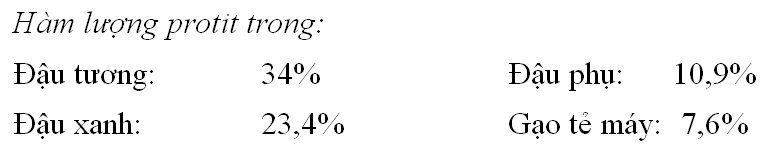 Hàm lượng protit trong:
Đậu tương: 34% Đậu phụ: 10,9%
Đậu xanh: 23,4% Gạo tẻ máy: 7,6%